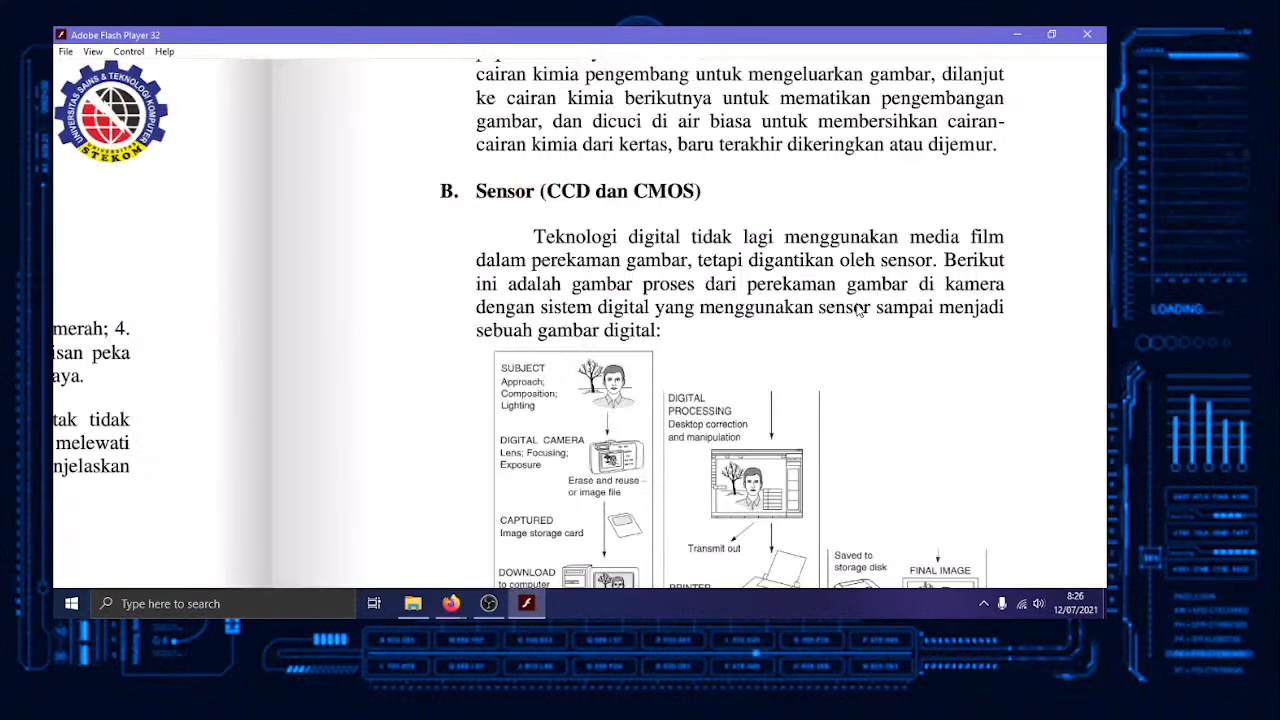 Adobe Flash Player 32
File View Control Help
UNIVERSITAS SAINS & TEKNOLOGI KOMPUTER
UNIVERSITAS
STEKOM
cairan kimia pengembang untuk mengeluarkan gambar, dilanjut
ke cairan kimia berikutnya untuk mematikan pengembangan
gambar, dan dicuci di air biasa untuk membersihkan cairan-
cairan kimia dari kertas, baru terakhir dikeringkan atau dijemur.
B. Sensor (CCD dan CMOS)
Teknologi digital tidak lagi menggunakan media film
dalam perekaman gambar, tetapi digantikan oleh sensor. Berikut
ini adalah gambar proses dari perekaman gambar di kamera
dengan sistem digital yang menggunakan sensor sampai menjadi
sebuah gambar digital:
merah; 4.
isan peka
aya.
tak tidak
melewati
njelaskan
SUBJECT
Approach;
Composition;
Lighting
DIGITAL CAMERA
Lens; Focusing;
Exposure
Erase and reuse –
or image file
CAPTURED
Image storage card
DOWNLOAD
to computer
DIGITAL
PROCESSING
Desktop correction
and manipulation
Transmit out
PRINTER
Saved to
storage disk
FINAL IMAGE
LOADING
Type here to search
8:26
12/07/2021